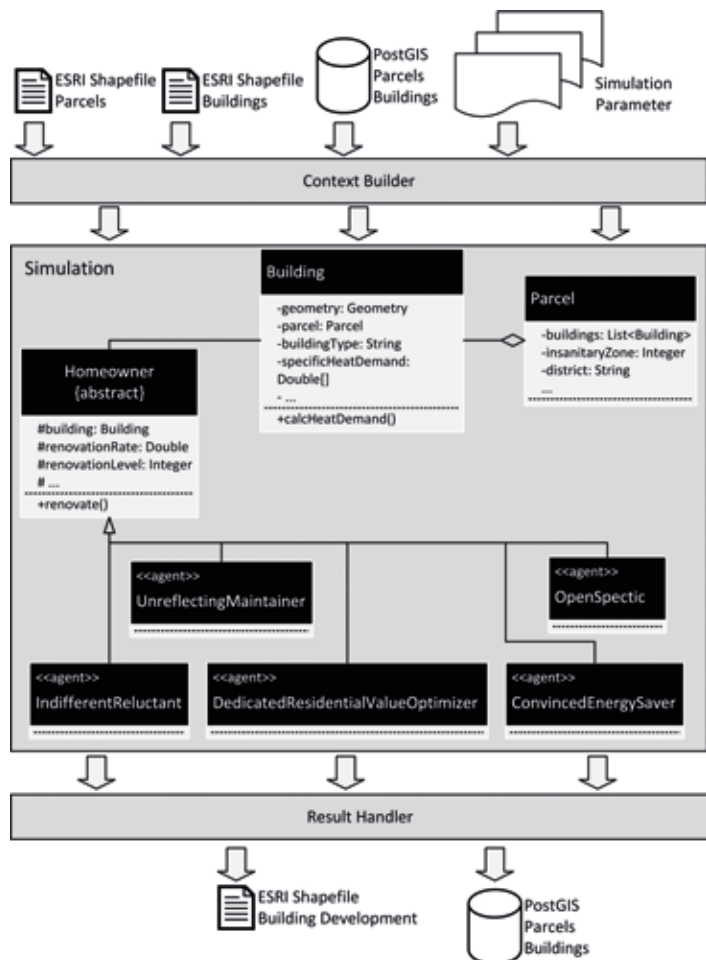 ESRI Shapefile
Parcels
ESRI Shapefile
Buildings
PostGIS
Parcels
Buildings
Simulation
Parameter
Context Builder
Simulation
Building
-geometry: Geometry
-parcel: Parcel
-buildingType: String
-specificHeatDemand:
Double[]
- ...
+calcHeatDemand()
Parcel
-buildings: List<Building>
-insanitaryZone: Integer
-district: String
....
Homeowner
{abstract}
#building: Building
#renovationRate: Double
#renovationLevel: Integer
# ...
+renovate()
<<agent>>
UnreflectingMaintainer
<<agent>>
OpenSpectic
<<agent>>
IndifferentReluctant
<<agent>>
DedicatedResidentialValueOptimizer
<<agent>>
ConvincedEnergySaver
Result Handler
ESRI Shapefile
Building Development
PostGIS
Parcels
Buildings